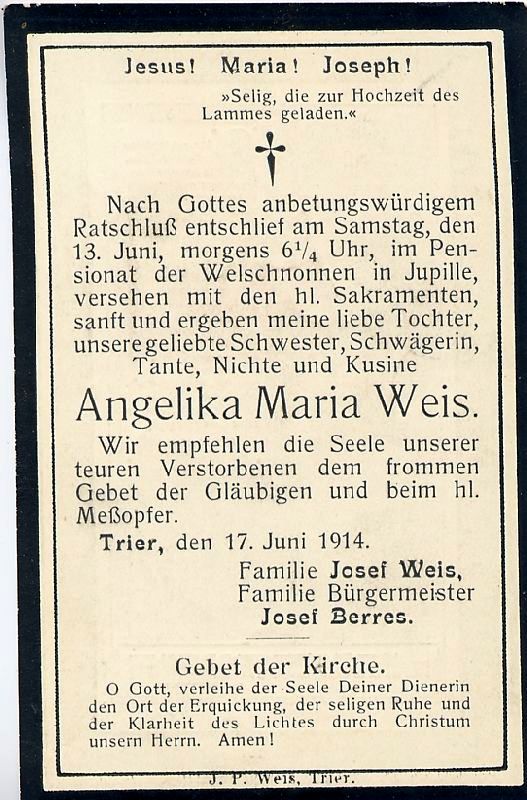 Jesus! Maria! Joseph!
»Selig, die zur Hochzeit des
Lammes geladen.«
Nach Gottes anbetungswürdigem
Ratschluß entschlief am Samstag, den
13. Juni, morgens 6¹/₄ Uhr, im Pen-
sionat der Welschnonnen in Jupille,
versehen mit den hl. Sakramenten,
sanft und ergeben meine liebe Tochter,
unsere geliebte Schwester, Schwägerin,
Tante, Nichte und Kusine
Angelika Maria Weis.
Wir empfehlen die Seele unserer
teuren Verstorbenen dem frommen
Gebet der Gläubigen und beim hl.
Meßopfer.
Trier, den 17. Juni 1914.
Familie Josef Weis,
Familie Bürgermeister
Josef Berres.
Gebet der Kirche.
O Gott, verleihe der Seele Deiner Dienerin
den Ort der Erquickung, der seligen Ruhe und
der Klarheit des Lichtes durch Christum
unsern Herrn. Amen!
J. P. Weis, Trier.